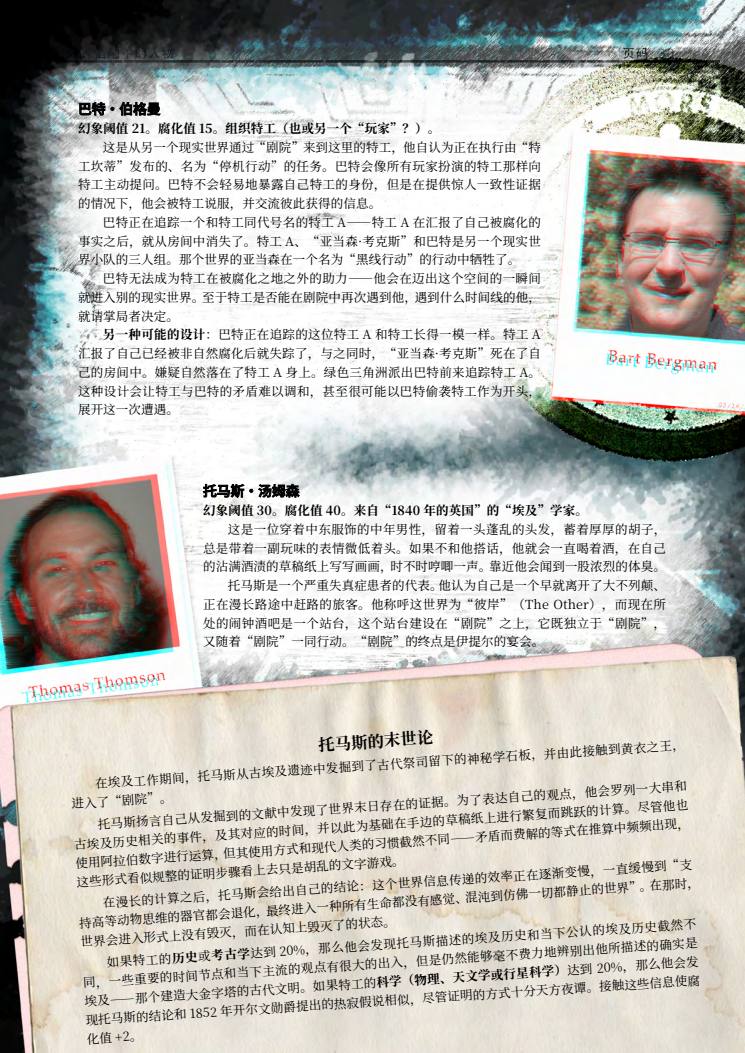 页码
巴特·伯格曼
幻象阈值 21。腐化值 15。组织特工（也或另一个“玩家”？）。
这是从另一个现实世界通过“剧院”来到这里的特工，他自认为正在执行由“特
工坎蒂”发布的、名为“停机行动”的任务。巴特会像所有玩家扮演的特工那样向
特工主动提问。巴特不会轻易地暴露自己特工的身份，但是在提供惊人一致性证据
的情况下，他会被特工说服，并交流彼此获得的信息。
巴特正在追踪一个和特工同代号名的特工 A——特工 A 在汇报了自己被腐化的
事实之后，就从房间中消失了。特工 A、“亚当森·考克斯”和巴特是另一个现实世
界小队的三人组。那个世界的亚当森在一个名为“黑线行动”的行动中牺牲了。
巴特无法成为特工在被腐化之地之外的助力——他会在迈出这个空间的一瞬间
就进入别的现实世界。至于特工是否能在剧院中再次遇到他，遇到什么时间线的他，
就请掌局者决定。
另一种可能的设计：巴特正在追踪的这位特工 A 和特工长得一模一样。特工 A
汇报了自己已经被非自然腐化后就失踪了，与之同时，“亚当森·考克斯”死在了自
己的房间中。嫌疑自然落在了特工 A 身上。绿色三角洲派出巴特前来追踪特工 A。
这种设计会让特工与巴特的矛盾难以调和，甚至很可能以巴特偷袭特工作为开头，
展开这一次遭遇。
Bart Bergman
托马斯·汤姆森
幻象阈值 30。腐化值 40。来自“1840 年的英国”的“埃及”学家。
这是一位穿着中东服饰的中年男性，留着一头蓬乱的头发，蓄着厚厚的胡子，
总是带着一副玩味的表情微低着头。如果不和他搭话，他就会一直喝着酒，在自己
的沾满酒渍的草稿纸上写写画画，时不时哼唧一声。靠近他会闻到一股浓烈的体臭。
托马斯是一个严重失真症患者的代表。他认为自己是一个早就离开了大不列颠、
正在漫长路途中赶路的旅客。他称呼这世界为“彼岸”（The Other），而现在所
处的闹钟酒吧是一个站台，这个站台建设在“剧院”之上，它既独立于“剧院”，
又随着“剧院”一同行动。“剧院”的终点是伊提尔的宴会。
Thomas Thomson
托马斯的末世论
在埃及工作期间，托马斯从古埃及遗迹中发掘到了古代祭司留下的神秘学石板，并由此接触到黄衣之王，
进入了“剧院”。
托马斯扬言自己从发掘到的文献中发现了世界末日存在的证据。为了表达自己的观点，他会罗列一大串和
古埃及历史相关的事件，及其对应的时间，并以此为基础在手边的草稿纸上进行繁复而跳跃的计算。尽管他也
使用阿拉伯数字进行运算，但其使用方式和现代人类的习惯截然不同——矛盾而费解的等式在推算中频频出现，
这些形式看似规整的证明步骤看上去只是胡乱的文字游戏。
在漫长的计算之后，托马斯会给出自己的结论：这个世界信息传递的效率正在逐渐变慢，一直缓慢到“支
持高等动物思维的器官都会退化，最终进入一种所有生命都没有感觉、混沌到仿佛一切都静止的世界”。在那时，
世界会进入形式上没有毁灭，而在认知上毁灭了的状态。
如果特工的历史或考古学达到 20%，那么他会发现托马斯描述的埃及历史和当下公认的埃及历史截然不
同，一些重要的时间节点和当下主流的观点有很大的出入，但是仍然能够毫不费力地辨别出他所描述的确实是
埃及——那个建造大金字塔的古代文明。如果特工的科学（物理、天文学或行星科学）达到 20%，那么他会发
现托马斯的结论和 1852 年开尔文勋爵提出的热寂假说相似，尽管证明的方式十分天方夜谭。接触这些信息使腐
化值 +2。